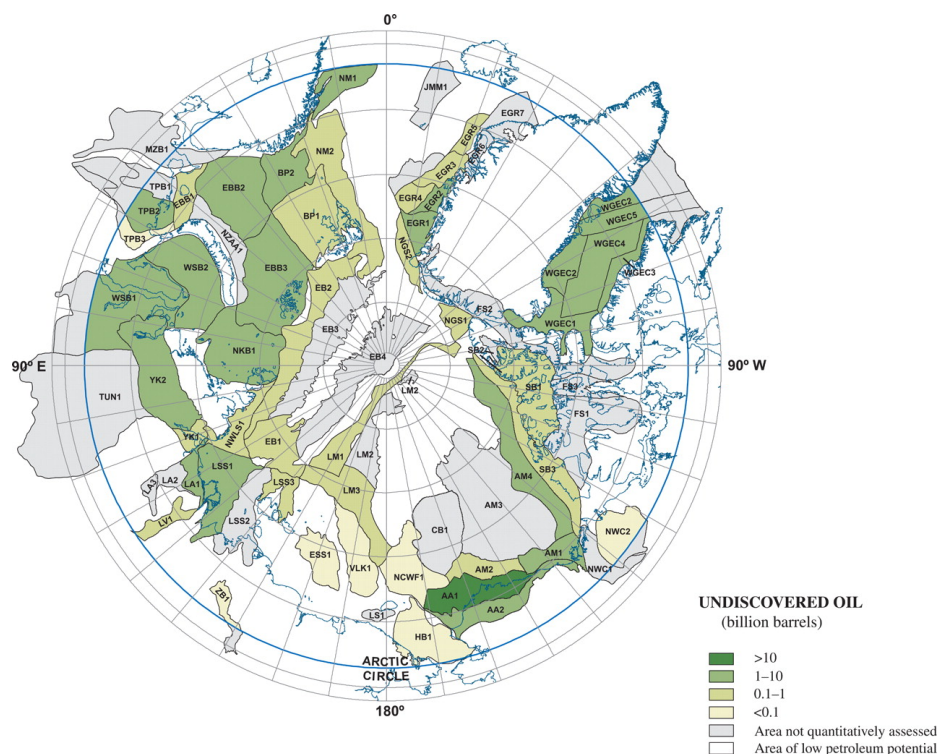 0º
NM1
JMM1
EGR7
EGR5
EGR6
MZB1
NM2
EGR3
TPB1
BP2
EBB2
EBB1
EGR4
EGR2
WGEC2
TPB2
BP1
EGR1
WGEC5
TPB3
NZAA1
NGS2
WGEC4
WSB2
EBB3
WGEC2
WGEC3
EB2
WSB1
FS2
NGS1
WGEC1
EB3
NKB1
EB4
SB2
90º E
90º W
YK2
LM2
SB1
FS3
TUN1
FS1
YK1
NWLS1
EB1
LM1
LM2
LSS1
SB3
LA3
LA2
LA1
LSS3
LM3
AM4
AM3
LV1
LSS2
CB1
NWC2
ESS1
VLK1
NCWF1
AM2
AM1
NWC1
ZB1
AA1
AA2
LS1
HB1
ARCTIC
CIRCLE
180º
UNDISCOVERED OIL
(billion barrels)
>10
1–10
0.1–1
<0.1
Area not quantitatively assessed
Area of low petroleum potential